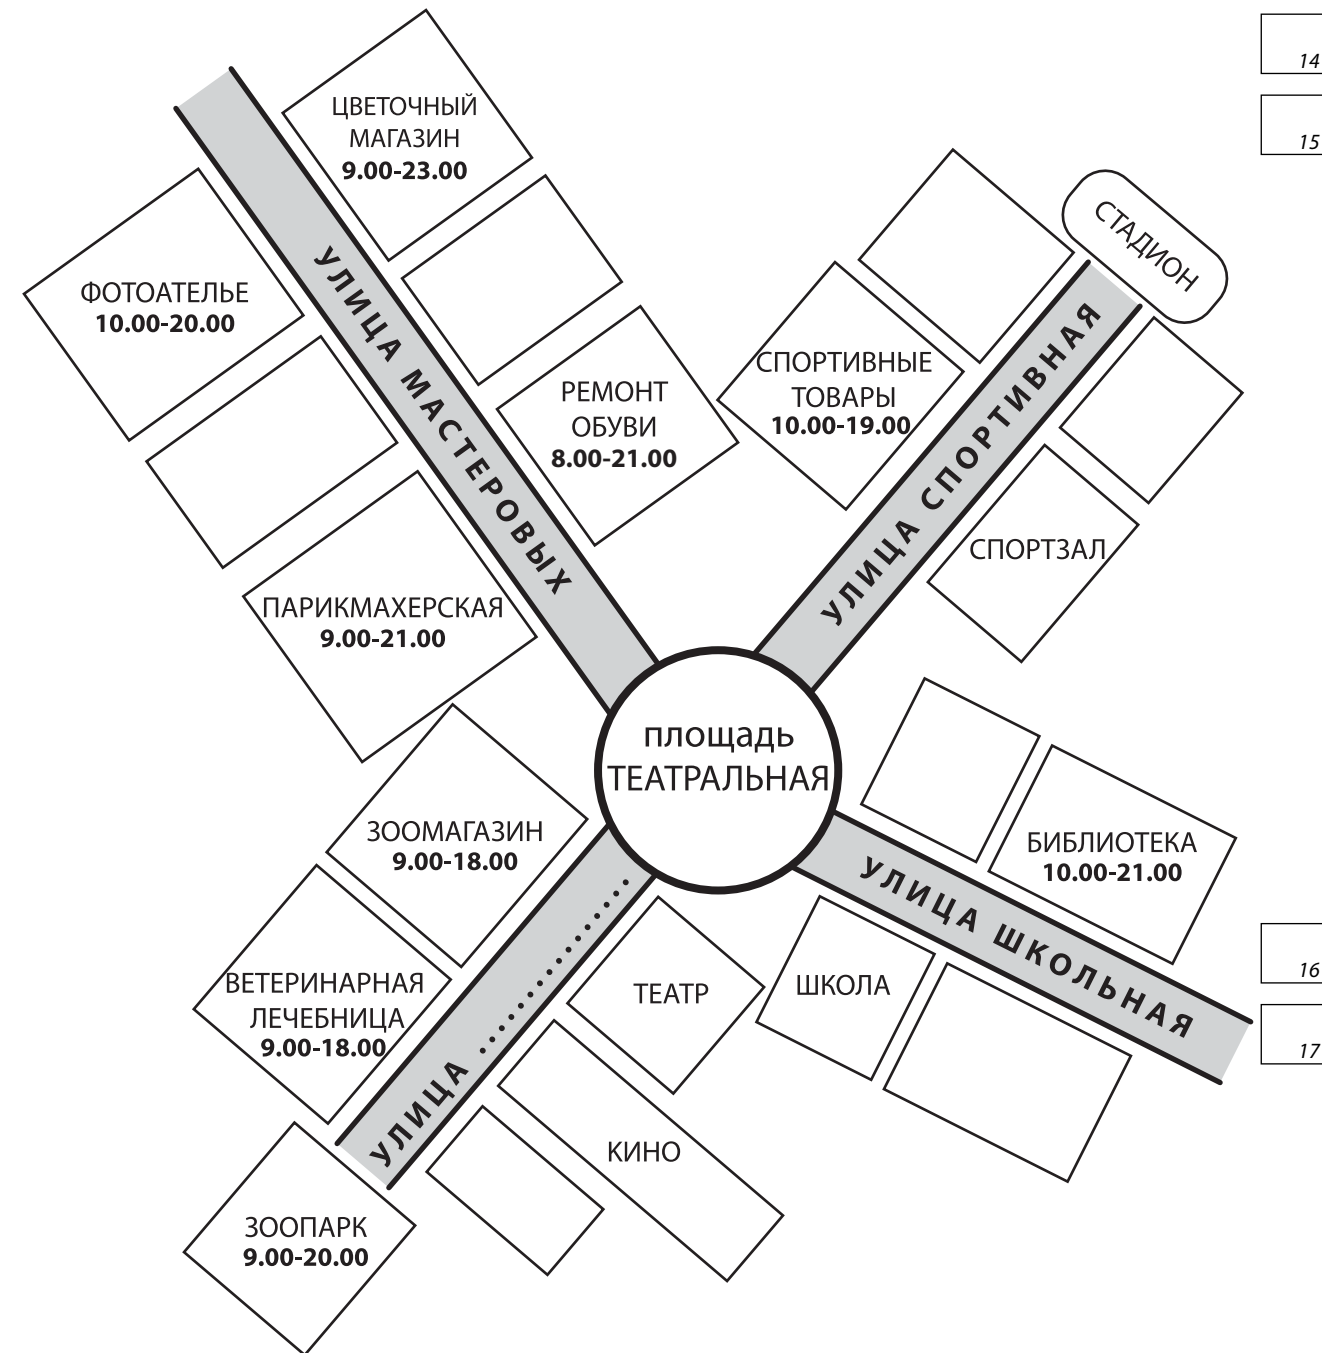 ЦВЕТОЧНЫЙ
МАГАЗИН
9.00-23.00
14
15
ФОТОАТЕЛЬЕ
10.00-20.00
УЛИЦА МАСТЕРОВЫХ
РЕМОНТ
ОБУВИ
8.00-21.00
СПОРТИВНЫЕ
ТОВАРЫ
10.00-19.00
СТАДИОН
УЛИЦА СПОРТИВНАЯ
СПОРТЗАЛ
ПАРИКМАХЕРСКАЯ
9.00-21.00
площадь
ТЕАТРАЛЬНАЯ
ЗООМАГАЗИН
9.00-18.00
БИБЛИОТЕКА
10.00-21.00
УЛИЦА ШКОЛЬНАЯ
ВЕТЕРИНАРНАЯ
ЛЕЧЕБНИЦА
9.00-18.00
УЛИЦА ..................
ТЕАТР
ШКОЛА
16
17
КИНО
ЗООПАРК
9.00-20.00